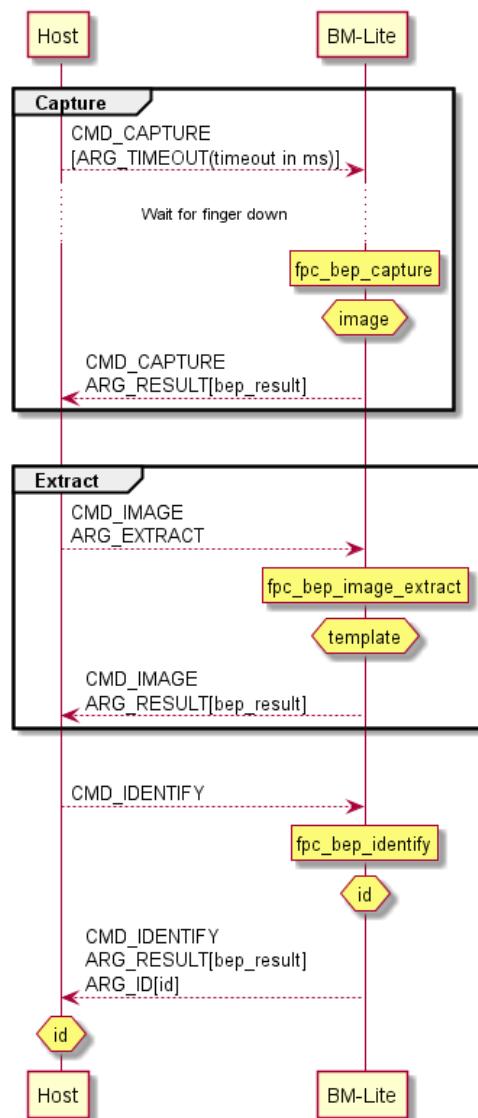 Host
BM-Lite
Capture
CMD_CAPTURE
[ARG_TIMEOUT(timeout in ms)]
Wait for finger down
fpc_bep_capture
image
CMD_CAPTURE
ARG_RESULT[bep_result]
Extract
CMD_IMAGE
ARG_EXTRACT
fpc_bep_image_extract
template
CMD_IMAGE
ARG_RESULT[bep_result]
CMD_IDENTIFY
fpc_bep_identify
id
CMD_IDENTIFY
ARG_RESULT[bep_result]
ARG_ID[id]
id
Host
BM-Lite